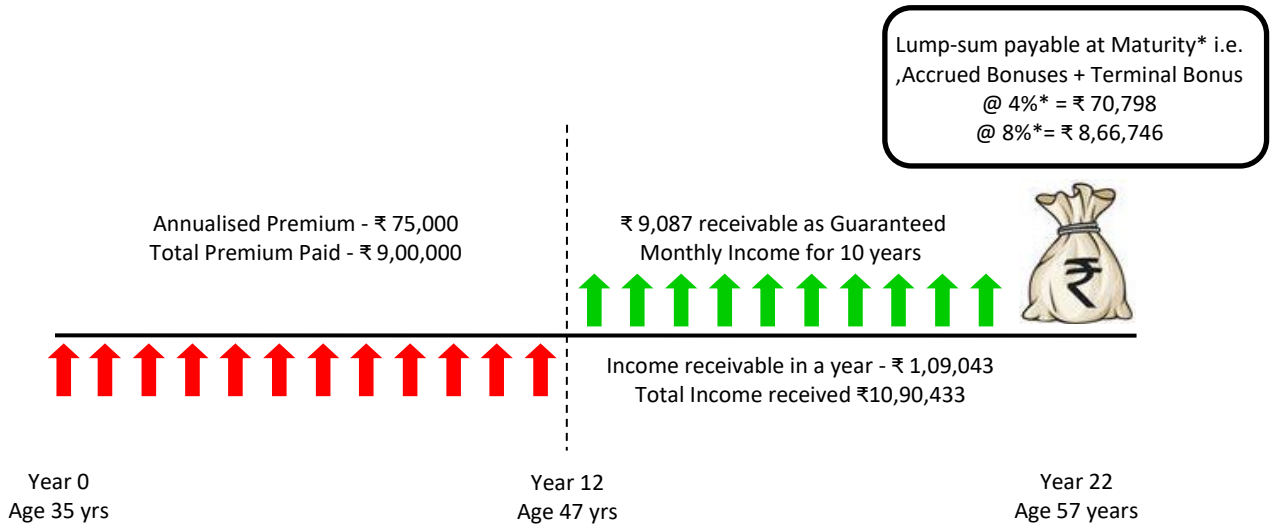 Lump-sum payable at Maturity* i.e.
,Accrued Bonuses + Terminal Bonus
@ 4%* = ₹ 70,798
@ 8%*= ₹ 8,66,746
Annualised Premium - ₹ 75,000
Total Premium Paid - ₹ 9,00,000
₹ 9,087 receivable as Guaranteed
Monthly Income for 10 years
₹
Income receivable in a year - ₹ 1,09,043
Total Income received ₹10,90,433
Year 0
Age 35 yrs
Year 12
Age 47 yrs
Year 22
Age 57 years